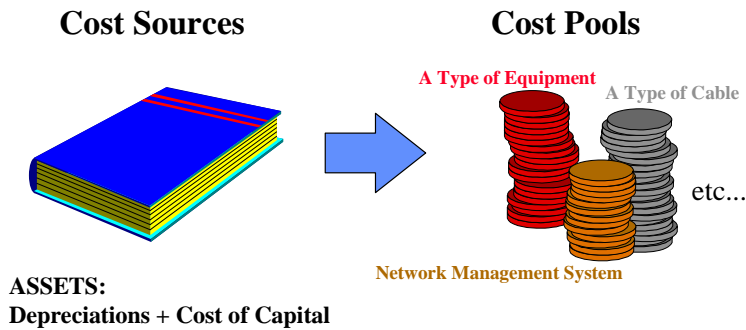 Cost Sources
Cost Pools
A Type of Equipment
A Type of Cable
etc...
Network Management System
ASSETS:
Depreciations + Cost of Capital